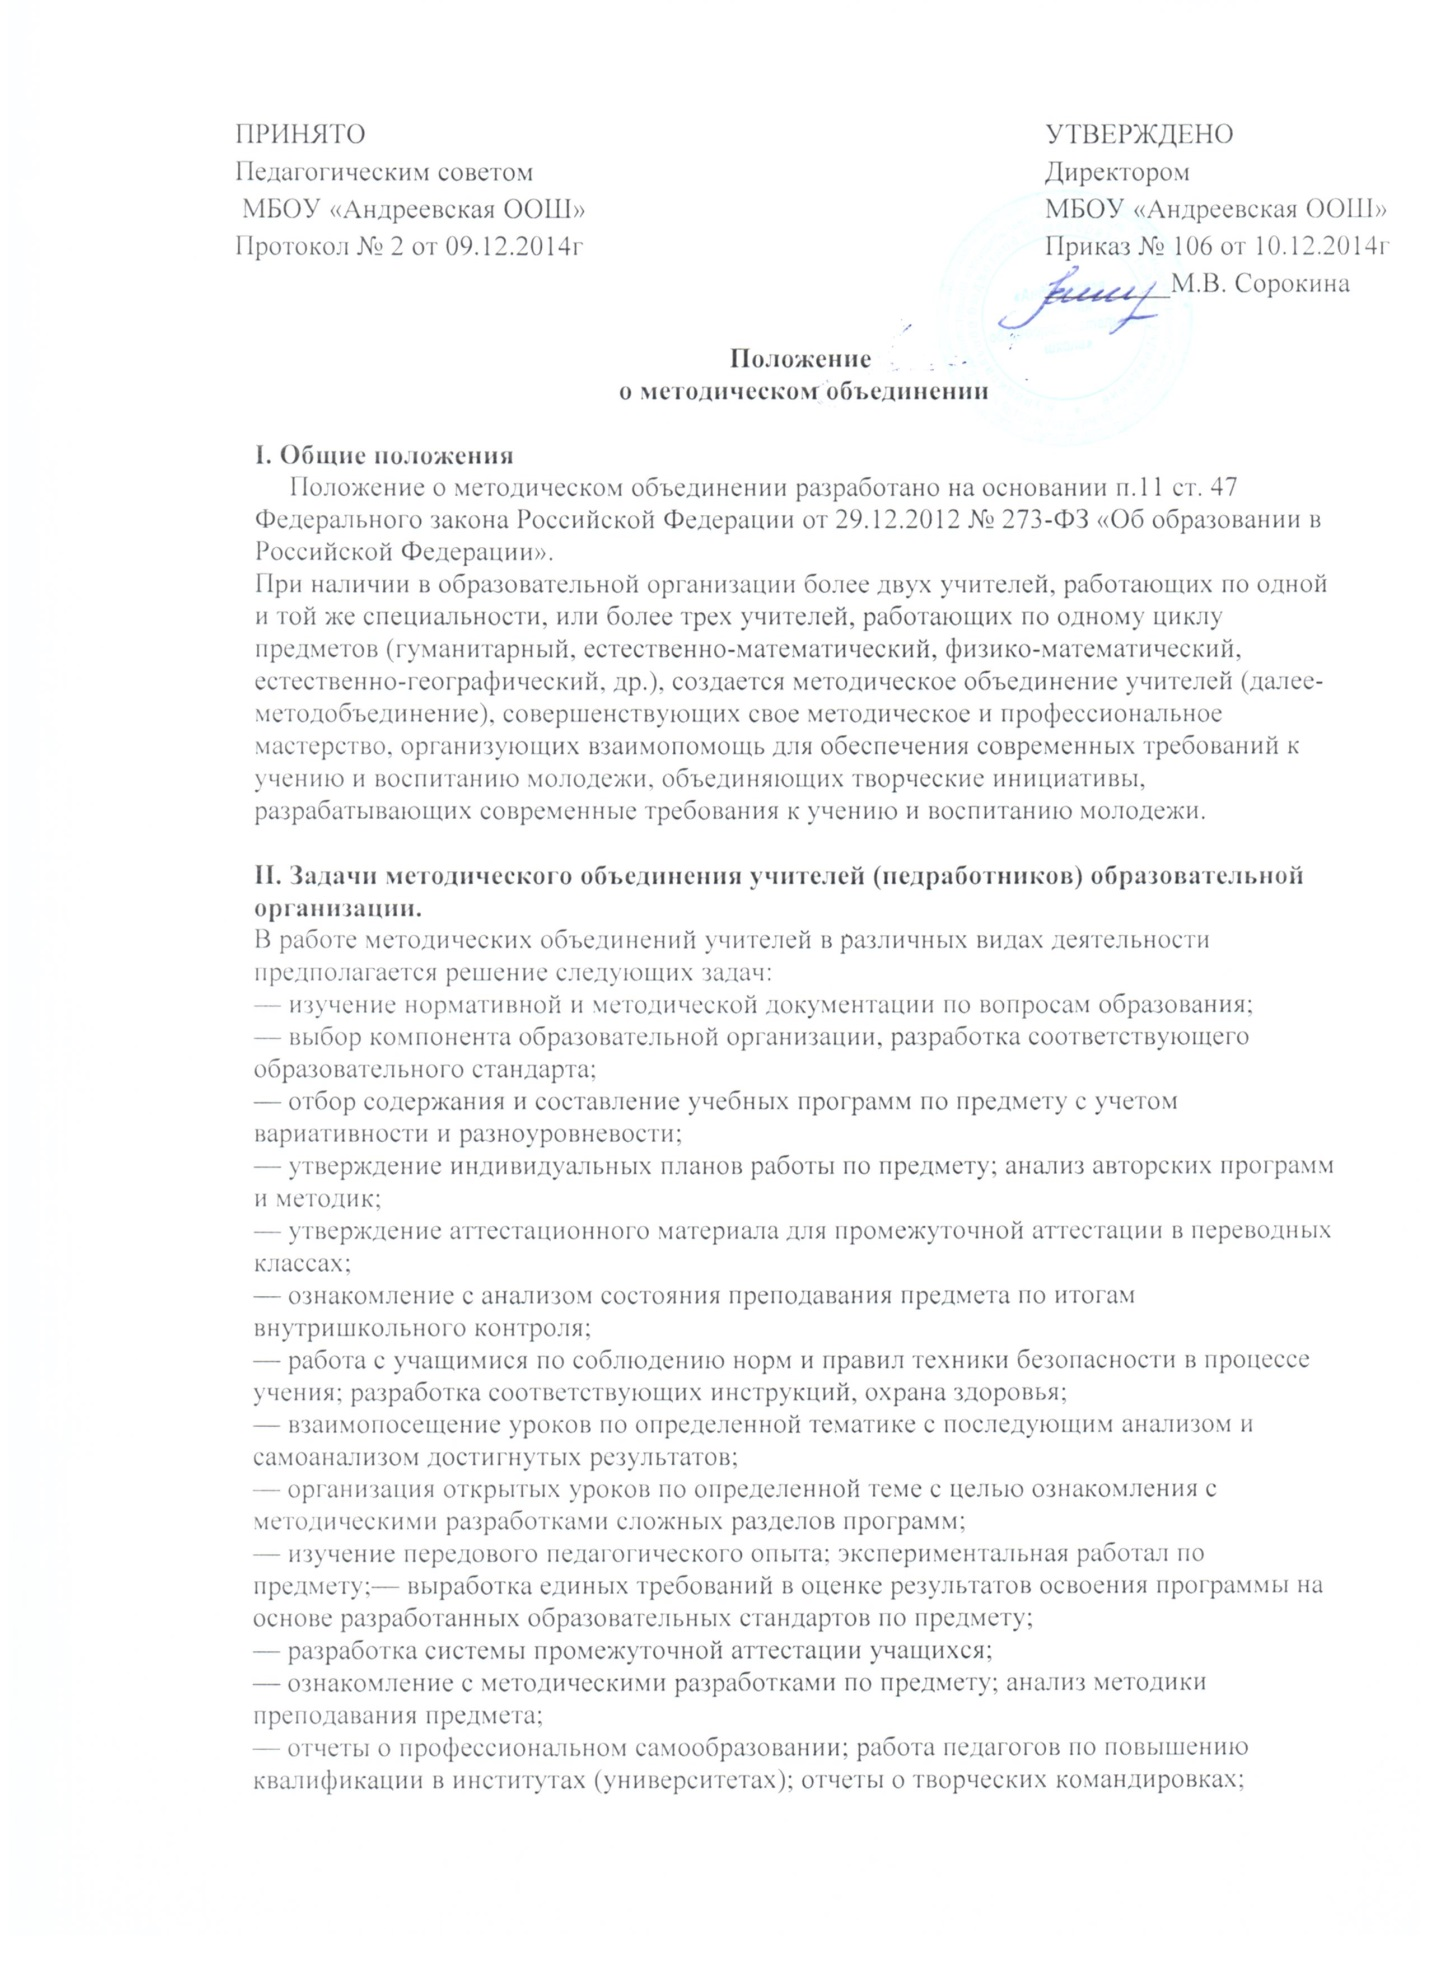 ПРИНЯТО
Педагогическим советом
МБОУ «Андреевская ООШ»
Протокол № 2 от 09.12.2014г
УТВЕРЖДЕНО
Директором
МБОУ «Андреевская ООШ»
Приказ № 106 от 10.12.2014г
_________М.В. Сорокина
Положение
о методическом объединении
I. Общие положения
Положение о методическом объединении разработано на основании п.11 ст. 47
Федерального закона Российской Федерации от 29.12.2012 № 273-ФЗ «Об образовании в
Российской Федерации».
При наличии в образовательной организации более двух учителей, работающих по одной
и той же специальности, или более трех учителей, работающих по одному циклу
предметов (гуманитарный, естественно-математический, физико-математический,
естественно-географический, др.), создается методическое объединение учителей (далее-
методобъединение), совершенствующих свое методическое и профессиональное
мастерство, организующих взаимопомощь для обеспечения современных требований к
учению и воспитанию молодежи, объединяющих творческие инициативы,
разрабатывающих современные требования к учению и воспитанию молодежи.
II. Задачи методического объединения учителей (педработников) образовательной
организации.
В работе методических объединений учителей в различных видах деятельности
предполагается решение следующих задач:
— изучение нормативной и методической документации по вопросам образования;
— выбор компонента образовательной организации, разработка соответствующего
образовательного стандарта;
— отбор содержания и составление учебных программ по предмету с учетом
вариативности и разноуровневости;
— утверждение индивидуальных планов работы по предмету; анализ авторских программ
и методик;
— утверждение аттестационного материала для промежуточной аттестации в переводных
классах;
— ознакомление с анализом состояния преподавания предмета по итогам
внутришкольного контроля;
— работа с учащимися по соблюдению норм и правил техники безопасности в процессе
учения; разработка соответствующих инструкций, охрана здоровья;
— взаимопосещение уроков по определенной тематике с последующим анализом и
самоанализом достигнутых результатов;
— организация открытых уроков по определенной теме с целью ознакомления с
методическими разработками сложных разделов программ;
— изучение передового педагогического опыта; экспериментальная работал по
предмету;— выработка единых требований в оценке результатов освоения программы на
основе разработанных образовательных стандартов по предмету;
— разработка системы промежуточной аттестации учащихся;
— ознакомление с методическими разработками по предмету; анализ методики
преподавания предмета;
— отчеты о профессиональном самообразовании; работа педагогов по повышению
квалификации в институтах (университетах); отчеты о творческих командировках;